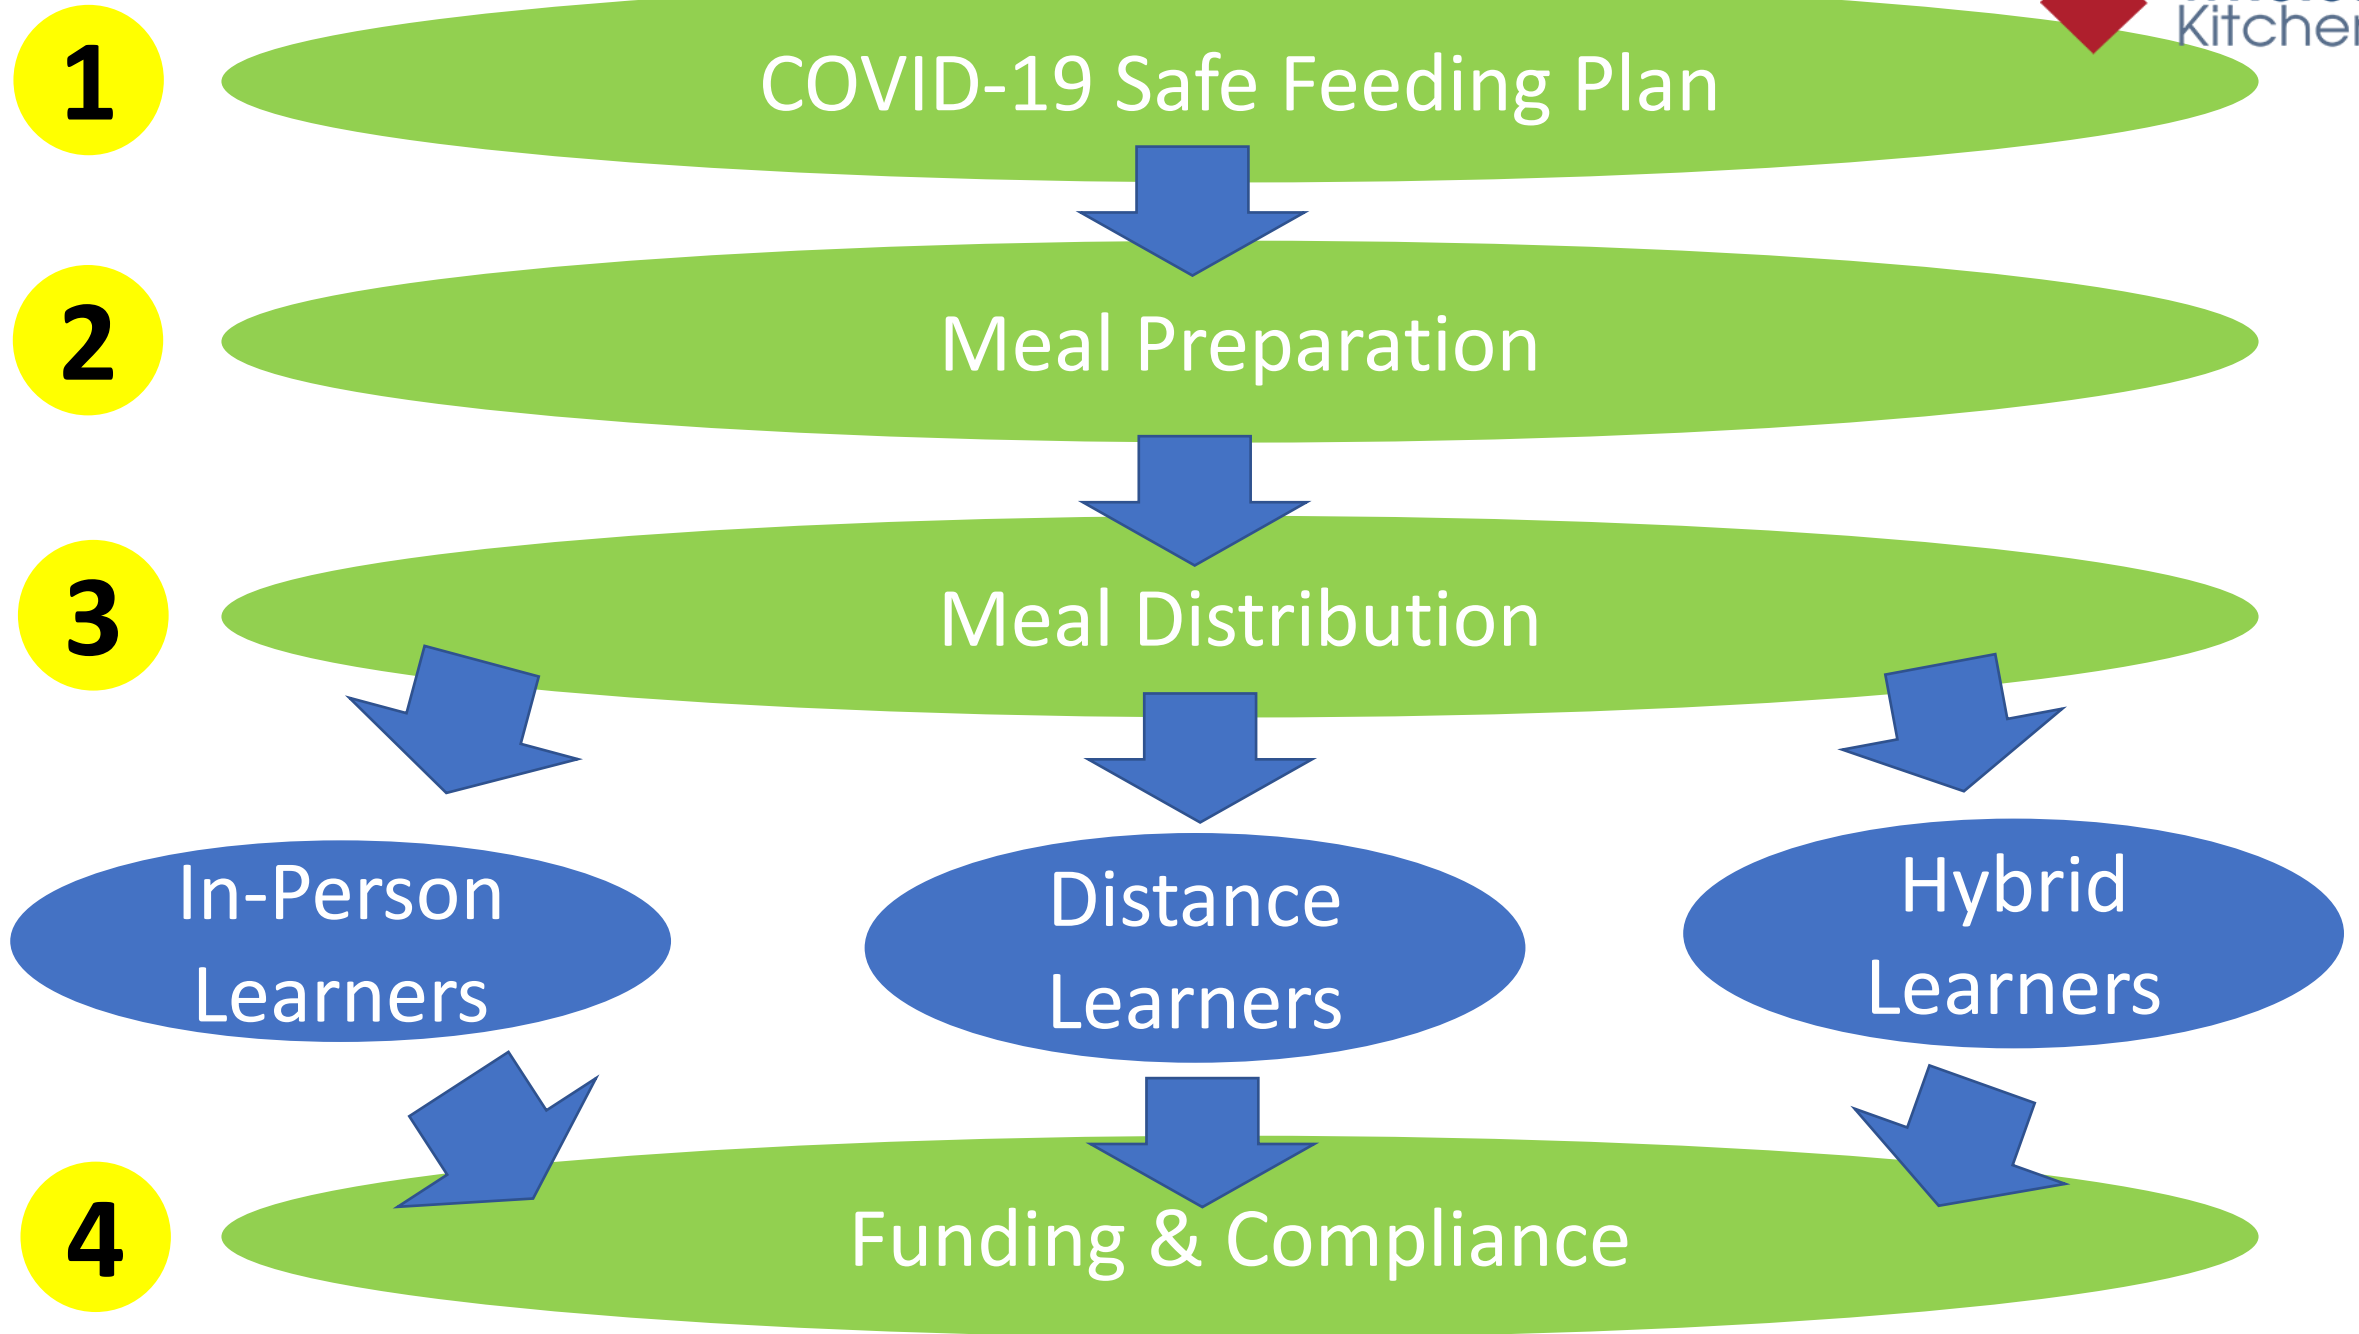 1
COVID-19 Safe Feeding Plan
2
Meal Preparation
3
Meal Distribution
In-Person
Learners
Distance
Learners
Hybrid
Learners
4
Funding & Compliance